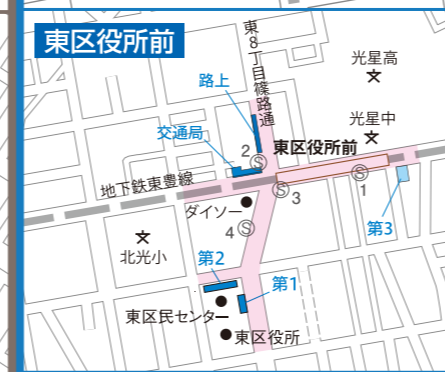 東区役所前
東8丁目篠路通
光星高
路上
光星中
交通局
2
Ⓢ
東区役所前
地下鉄東豊線
Ⓢ
3
Ⓢ
1
ダイソー
4
Ⓢ
第3
北光小
第2
第1
東区民センター
東区役所